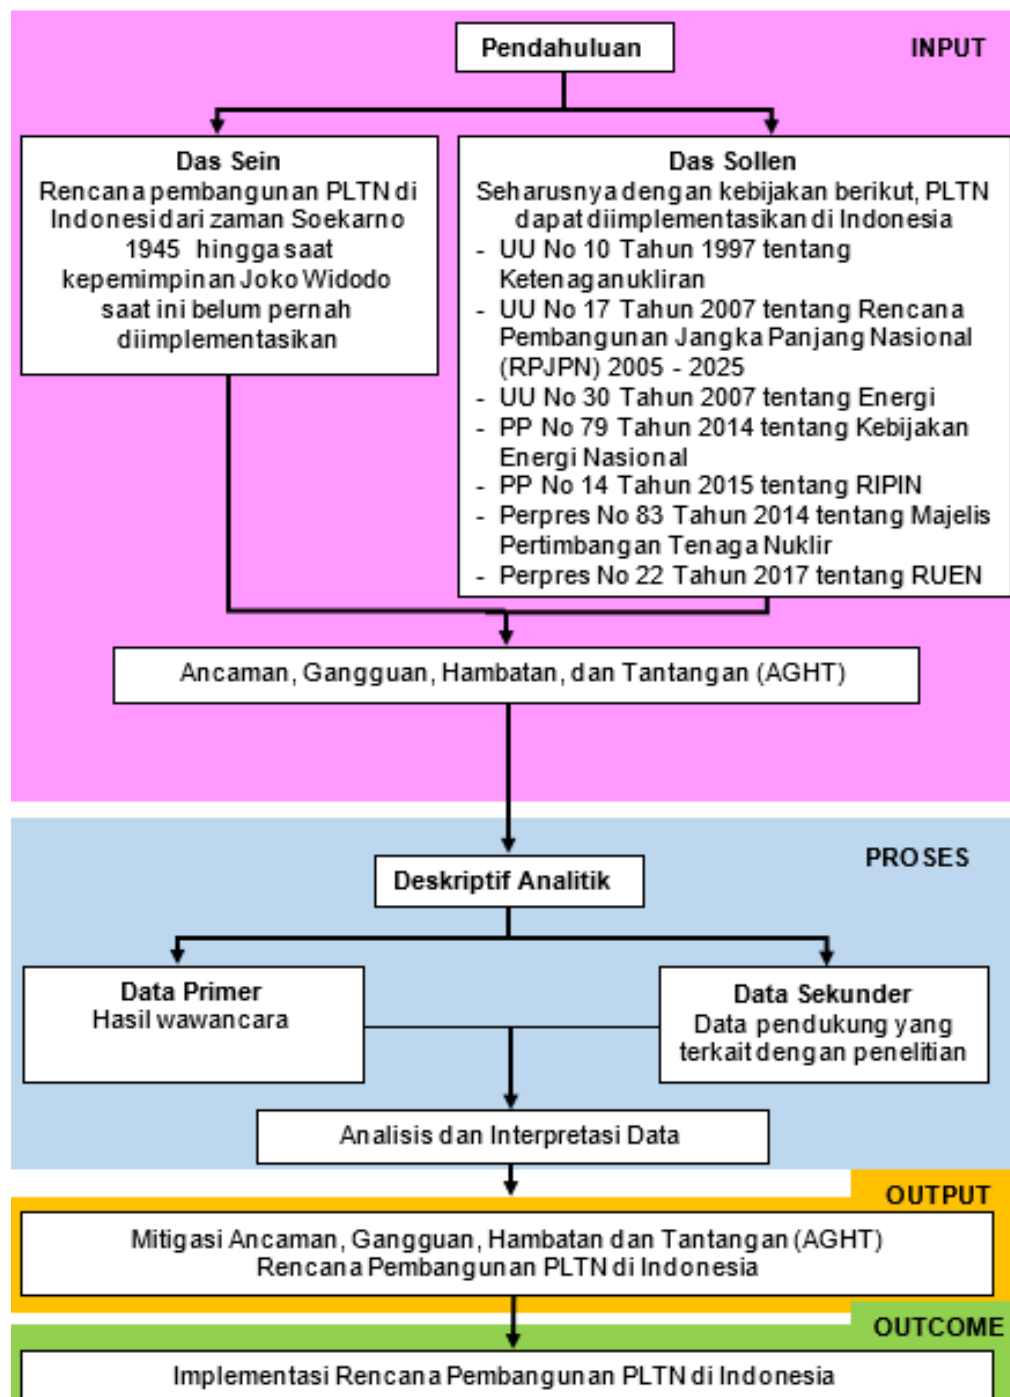 Pendahuluan
INPUT
Das Sein
Rencana pembangunan PLTN di
Indonesi dari zaman Soekarno
1945 hingga saat
kepemimpinan Joko Widodo
saat ini belum pernah
diimplementasikan
Das Sollen
Seharusnya dengan kebijakan berikut, PLTN
dapat diimplementasikan di Indonesia
- UU No 10 Tahun 1997 tentang
Ketenaganukliran
- UU No 17 Tahun 2007 tentang Rencana
Pembangunan Jangka Panjang Nasional
(RPJPN) 2005 - 2025
- UU No 30 Tahun 2007 tentang Energi
- PP No 79 Tahun 2014 tentang Kebijakan
Energi Nasional
- PP No 14 Tahun 2015 tentang RIPIN
- Perpres No 83 Tahun 2014 tentang Majelis
Pertimbangan Tenaga Nuklir
- Perpres No 22 Tahun 2017 tentang RUEN
Ancaman, Gangguan, Hambatan, dan Tantangan (AGHT)
PROSES
Deskriptif Analitik
Data Primer
Hasil wawancara
Data Sekunder
Data pendukung yang
terkait dengan penelitian
Analisis dan Interpretasi Data
OUTPUT
Mitigasi Ancaman, Gangguan, Hambatan dan Tantangan (AGHT)
Rencana Pembangunan PLTN di Indonesia
OUTCOME
Implementasi Rencana Pembangunan PLTN di Indonesia